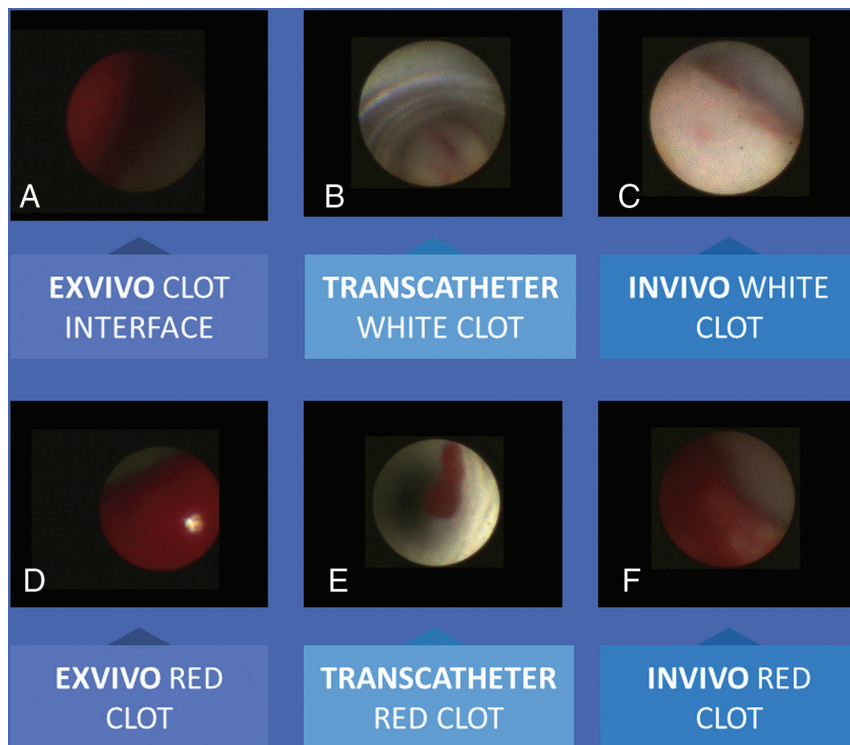 A
B
C
EXVIVO CLOT
INTERFACE
TRANSCATHETER
WHITE CLOT
INVIVO WHITE
CLOT
D
E
F
EXVIVO RED
CLOT
TRANSCATHETER
RED CLOT
INVIVO RED
CLOT